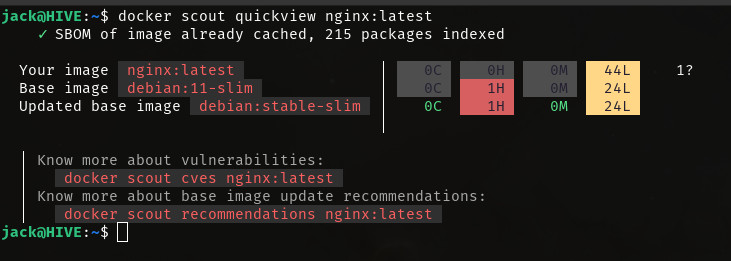 jack@HIVE:~$ docker scout quickview nginx:latest
✓ SBOM of image already cached, 215 packages indexed
Your image nginx:latest 0C 0H 0M 44L 1?
Base image debian:11-slim 0C 1H 0M 24L
Updated base image debian:stable-slim 0C 1H 0M 24L
Know more about vulnerabilities:
docker scout cves nginx:latest
Know more about base image update recommendations:
docker scout recommendations nginx:latest
jack@HIVE:~$